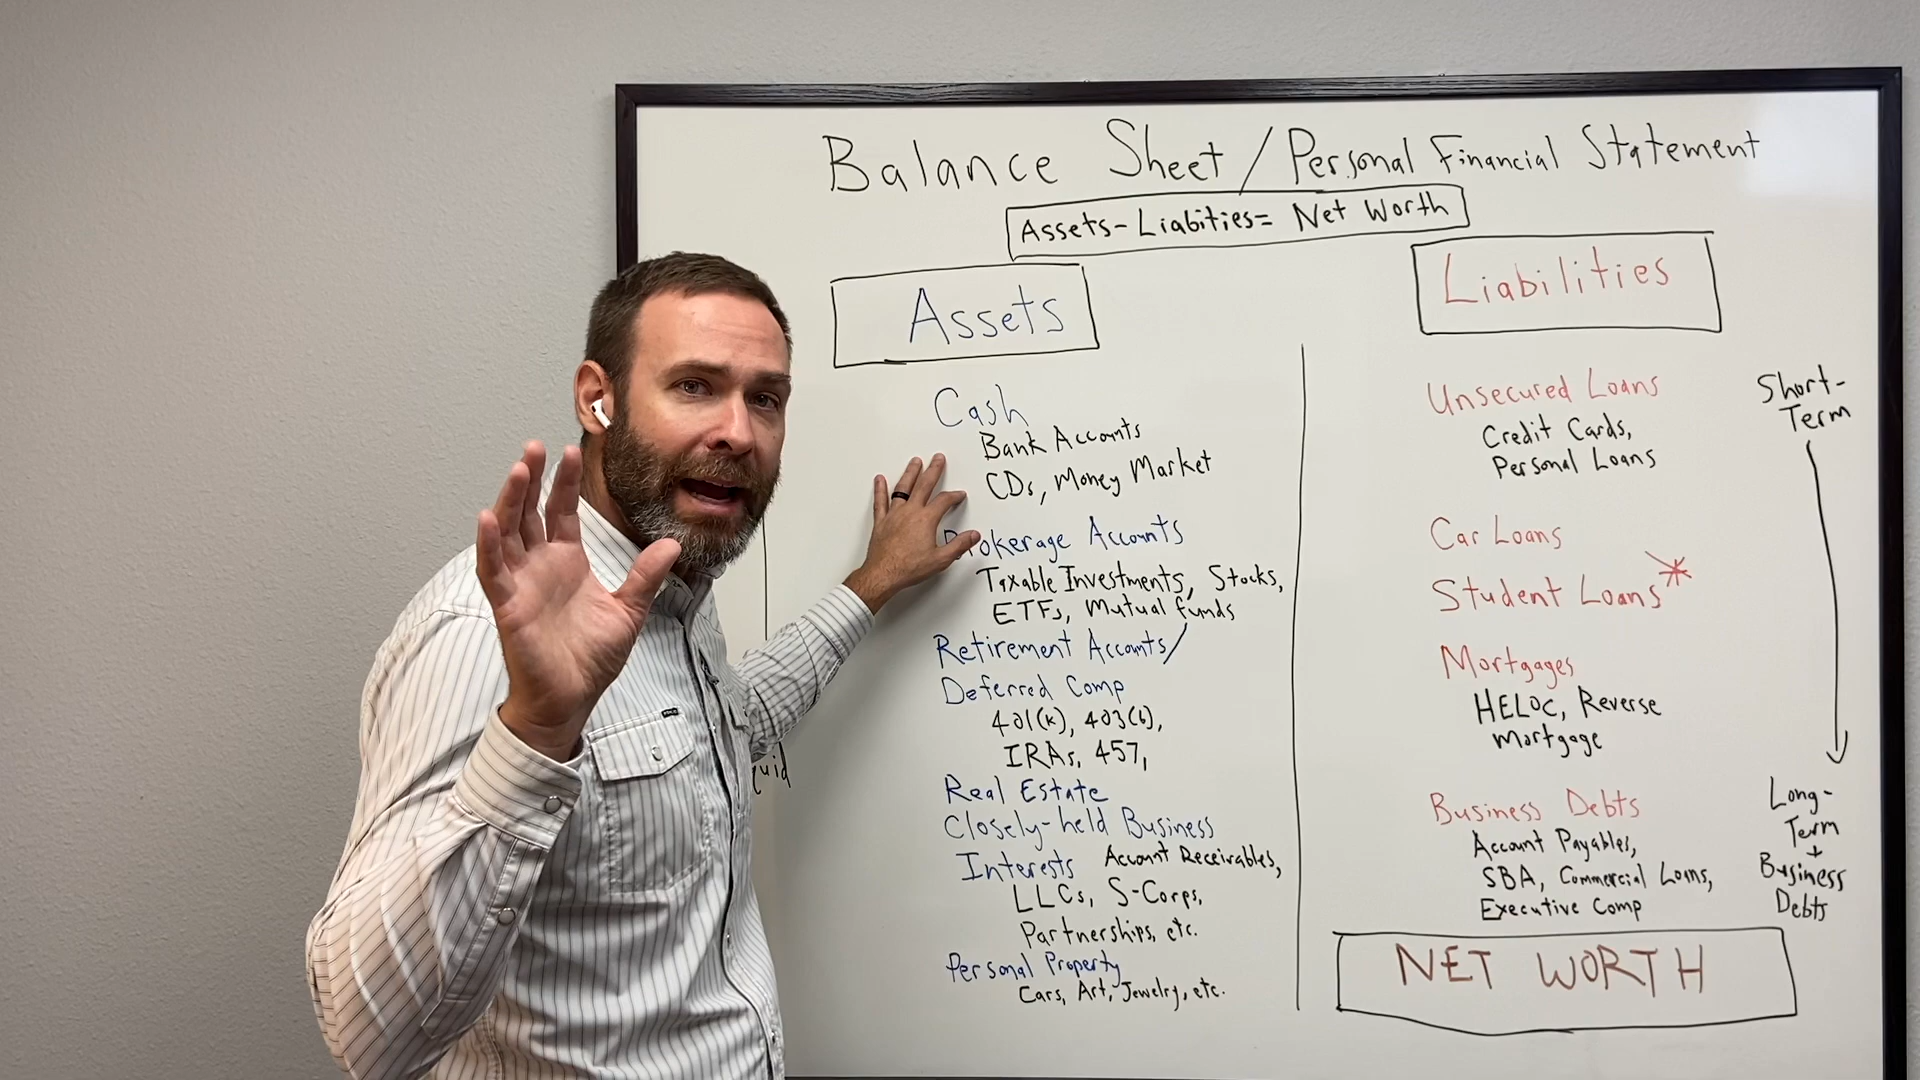 Balance Sheet / Personal Financial Statement
Assets - Liabities = Net Worth
Assets
Cash
Bank Accounts
CDs, Money Market
Brokerage Accounts
Taxable Investments, Stocks,
ETFs, Mutual funds
Retirement Accounts/
Deferred Comp
401(k), 403(b),
IRAs, 457,
Real Estate
Closely-held Business
Interests Account Receivables,
LLCs, S-Corps,
Partnerships, etc.
Personal Property
Cars, Art, Jewelry, etc.
Liabilities
Unsecured Loans
Credit Cards,
Personal Loans
Car Loans
Student Loans*
Mortgages
HELOC, Reverse
Mortgage
Business Debts
Account Payables,
SBA, Commercial Loans,
Executive Comp
NET WORTH
Short-
Term
Long-
Term
+
Business
Debts